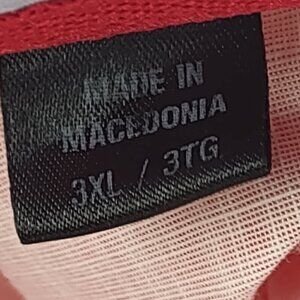 MADE IN
MACEDONIA
3XL / 3TG